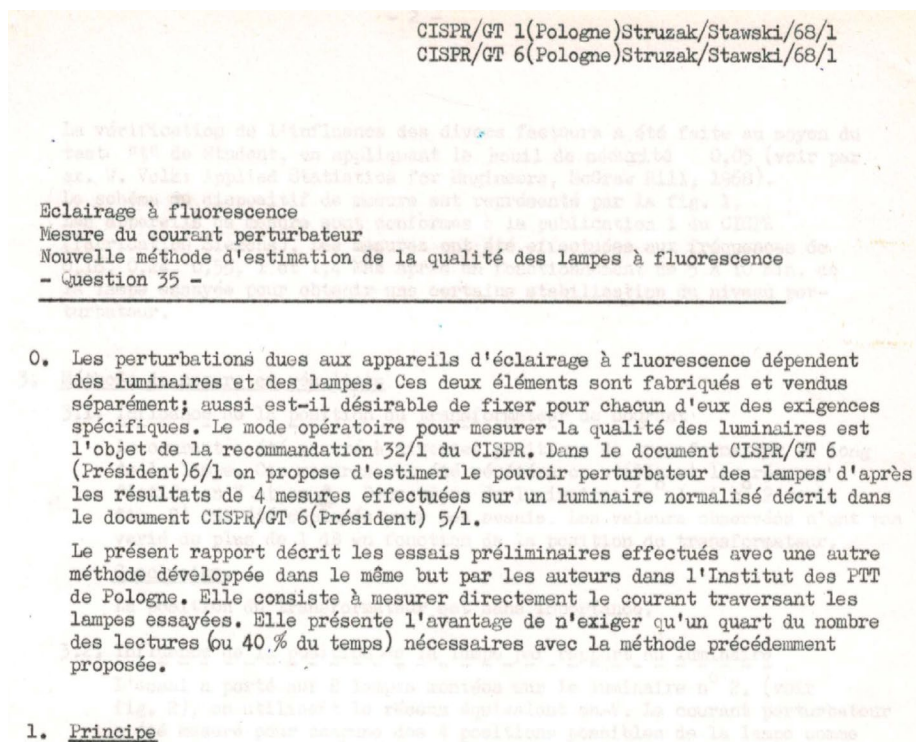 CISPR/GT 1(Pologne)Struzak/Stawski/68/1
CISPR/GT 6(Pologne)Struzak/Stawski/68/1
Eclairage à fluorescence
Mesure du courant perturbateur
Nouvelle méthode d'estimation de la qualité des lampes à fluorescence
- Question 35
0. Les perturbations dues aux appareils d'éclairage à fluorescence dépendent
des luminaires et des lampes. Ces deux éléments sont fabriqués et vendus
séparément; aussi est-il désirable de fixer pour chacun d'eux des exigences
spécifiques. Le mode opératoire pour mesurer la qualité des luminaires est
l'objet de la recommandation 32/1 du CISPR. Dans le document CISPR/GT 6
(Président)6/1 on propose d'estimer le pouvoir perturbateur des lampes d'après
les résultats de 4 mesures effectuées sur un luminaire normalisé décrit dans
le document CISPR/GT 6(Président) 5/1.
Le présent rapport décrit les essais préliminaires effectués avec une autre
méthode développée dans le même but par les auteurs dans l'Institut des PTT
de Pologne. Elle consiste à mesurer directement le courant traversant les
lampes essayées. Elle présente l'avantage de n'exiger qu'un quart du nombre
des lectures (ou 40 % du temps) nécessaires avec la méthode précédemment
proposée.
1. Principe